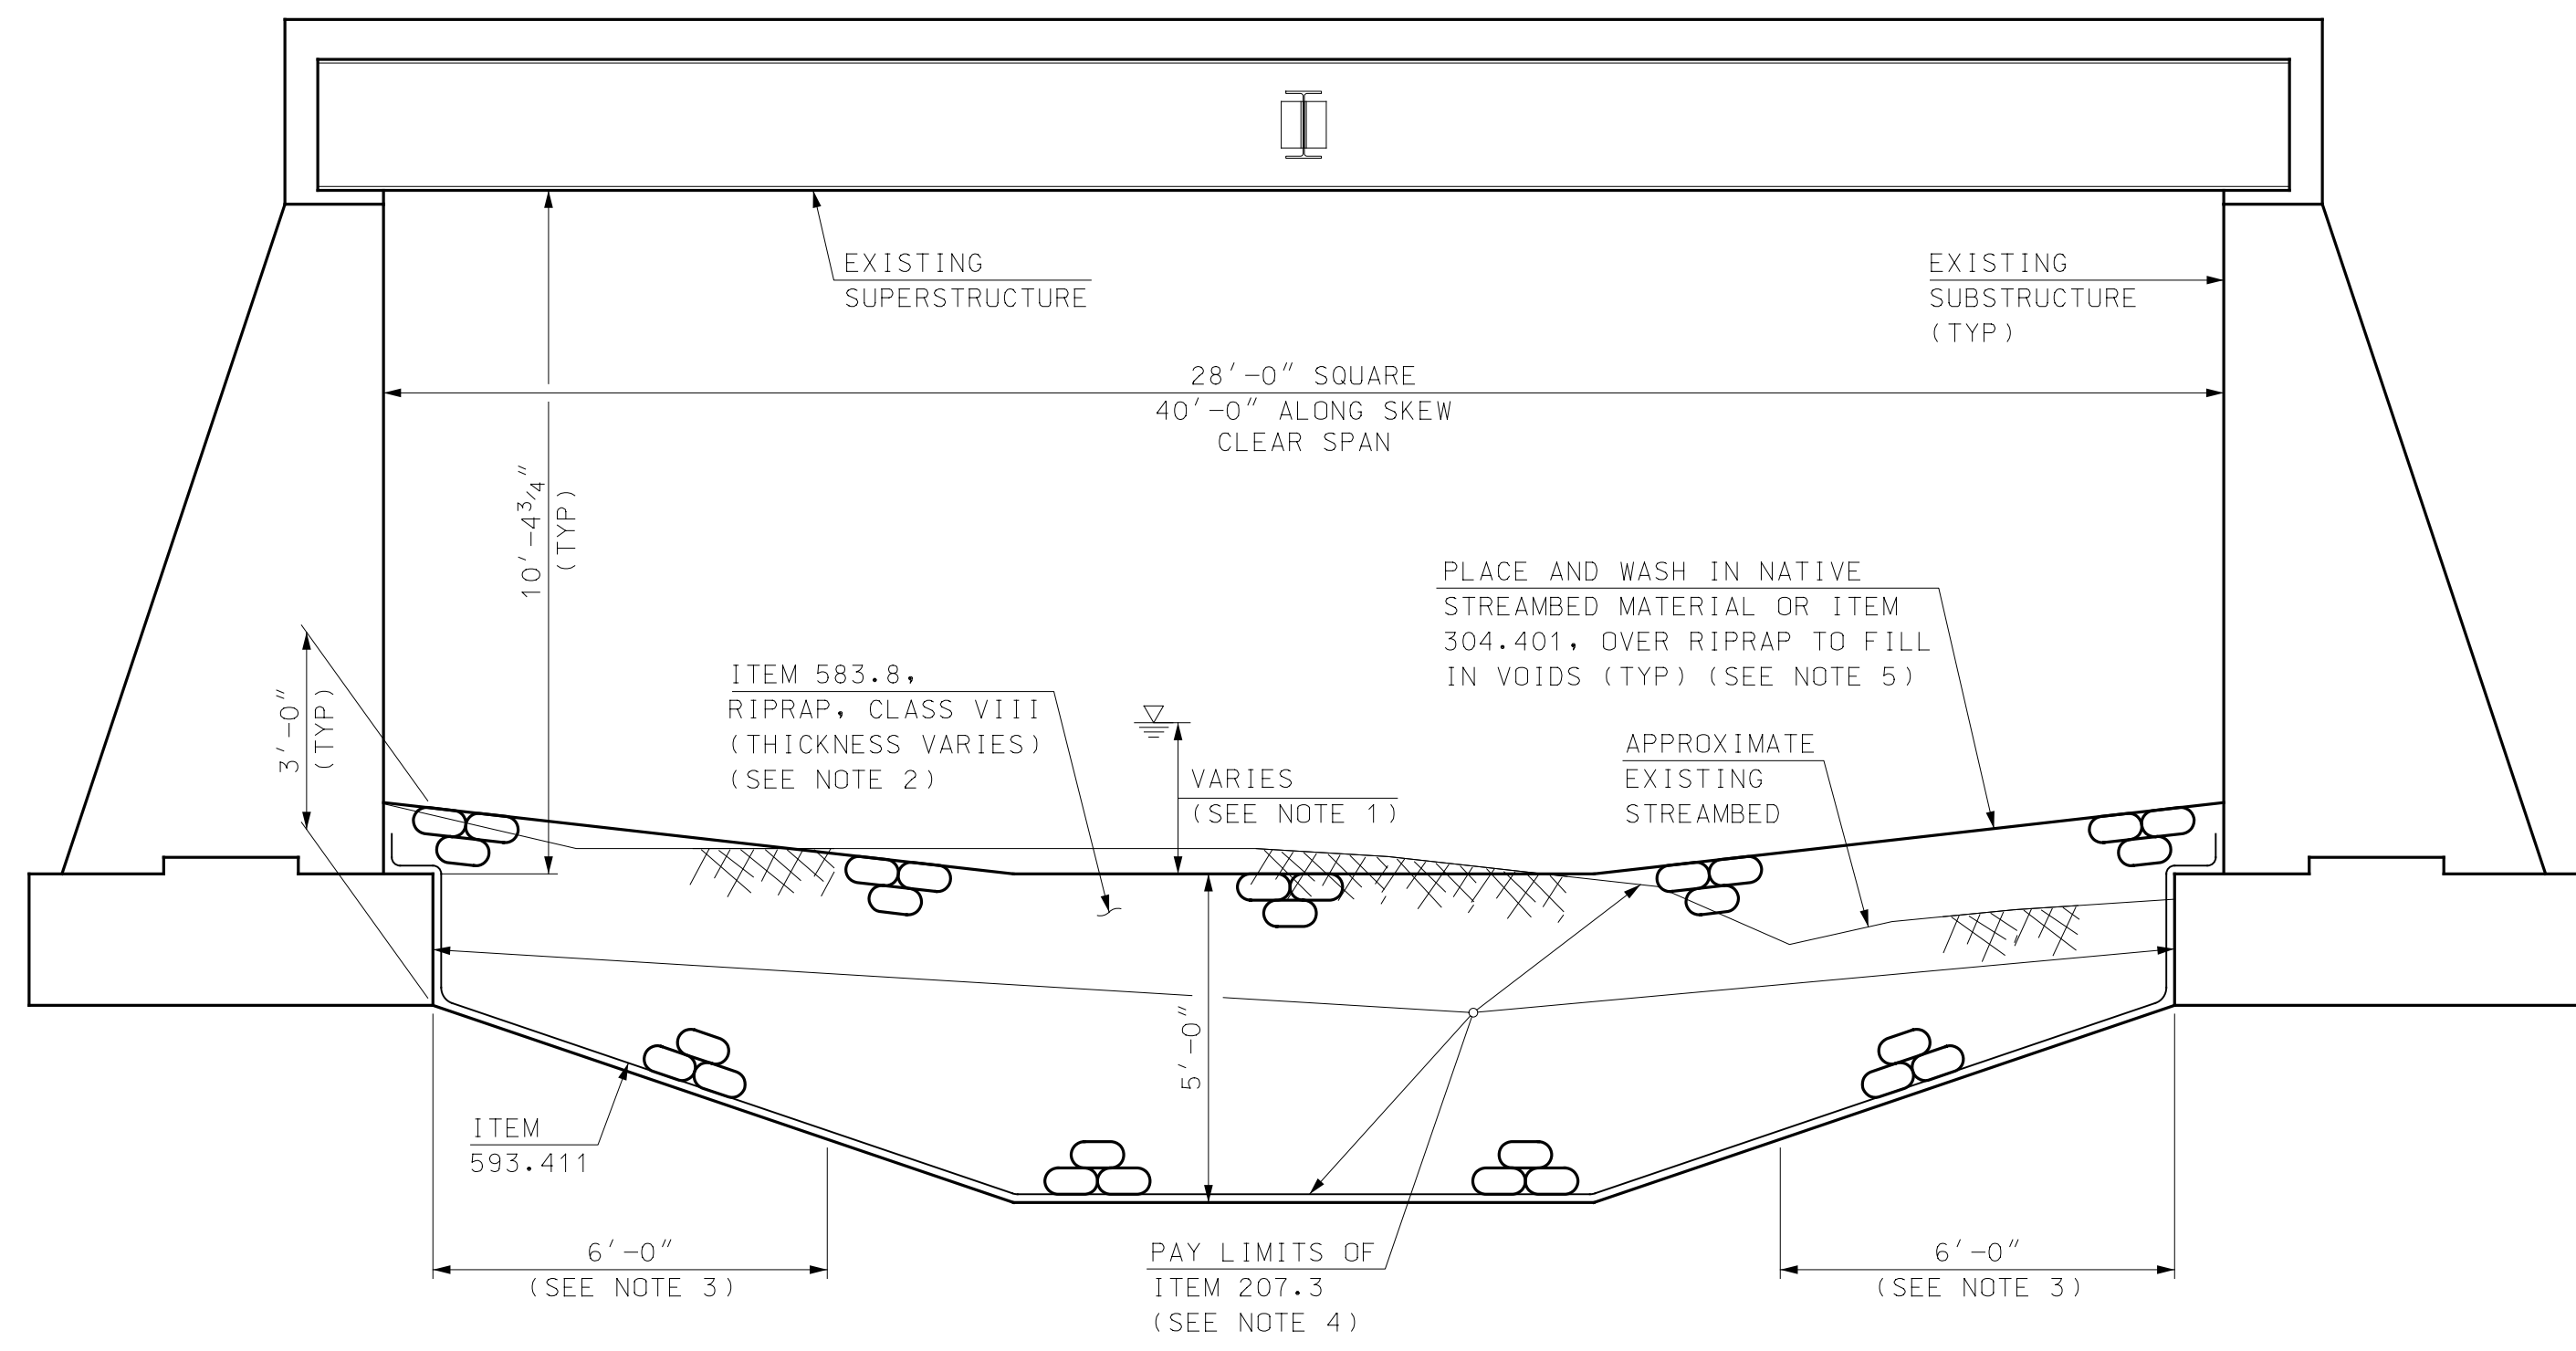 EXISTING
SUPERSTRUCTURE
EXISTING
SUBSTRUCTURE
(TYP)
28'-0" SQUARE
40'-0" ALONG SKEW
CLEAR SPAN
10'-4¾"
(TYP)
PLACE AND WASH IN NATIVE
STREAMBED MATERIAL OR ITEM
304.401, OVER RIPRAP TO FILL
IN VOIDS (TYP) (SEE NOTE 5)
3'-0"
(TYP)
ITEM 583.8,
RIPRAP, CLASS VIII
(THICKNESS VARIES)
(SEE NOTE 2)
VARIES
(SEE NOTE 1)
APPROXIMATE
EXISTING
STREAMBED
5'-0"
ITEM
593.411
6'-0"
(SEE NOTE 3)
PAY LIMITS OF
ITEM 207.3
(SEE NOTE 4)
6'-0"
(SEE NOTE 3)